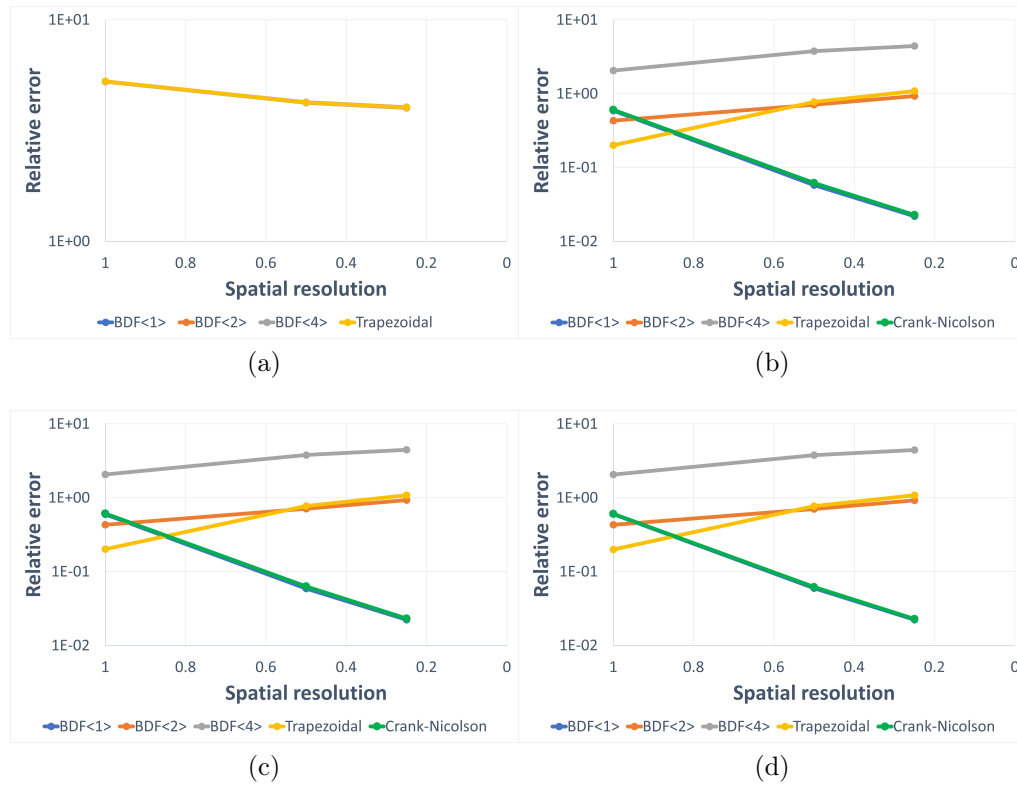 1E+01
1E+00
Relative error
1 0.8 0.6 0.4 0.2 0
Spatial resolution
BDF<1> BDF<2> BDF<4> Trapezoidal
(a)
1E+01
1E+00
1E-01
1E-02
Relative error
1 0.8 0.6 0.4 0.2 0
Spatial resolution
BDF<1> BDF<2> BDF<4> Trapezoidal Crank-Nicolson
(b)
1E+01
1E+00
1E-01
1E-02
Relative error
1 0.8 0.6 0.4 0.2 0
Spatial resolution
BDF<1> BDF<2> BDF<4> Trapezoidal Crank-Nicolson
(c)
1E+01
1E+00
1E-01
1E-02
Relative error
1 0.8 0.6 0.4 0.2 0
Spatial resolution
BDF<1> BDF<2> BDF<4> Trapezoidal Crank-Nicolson
(d)